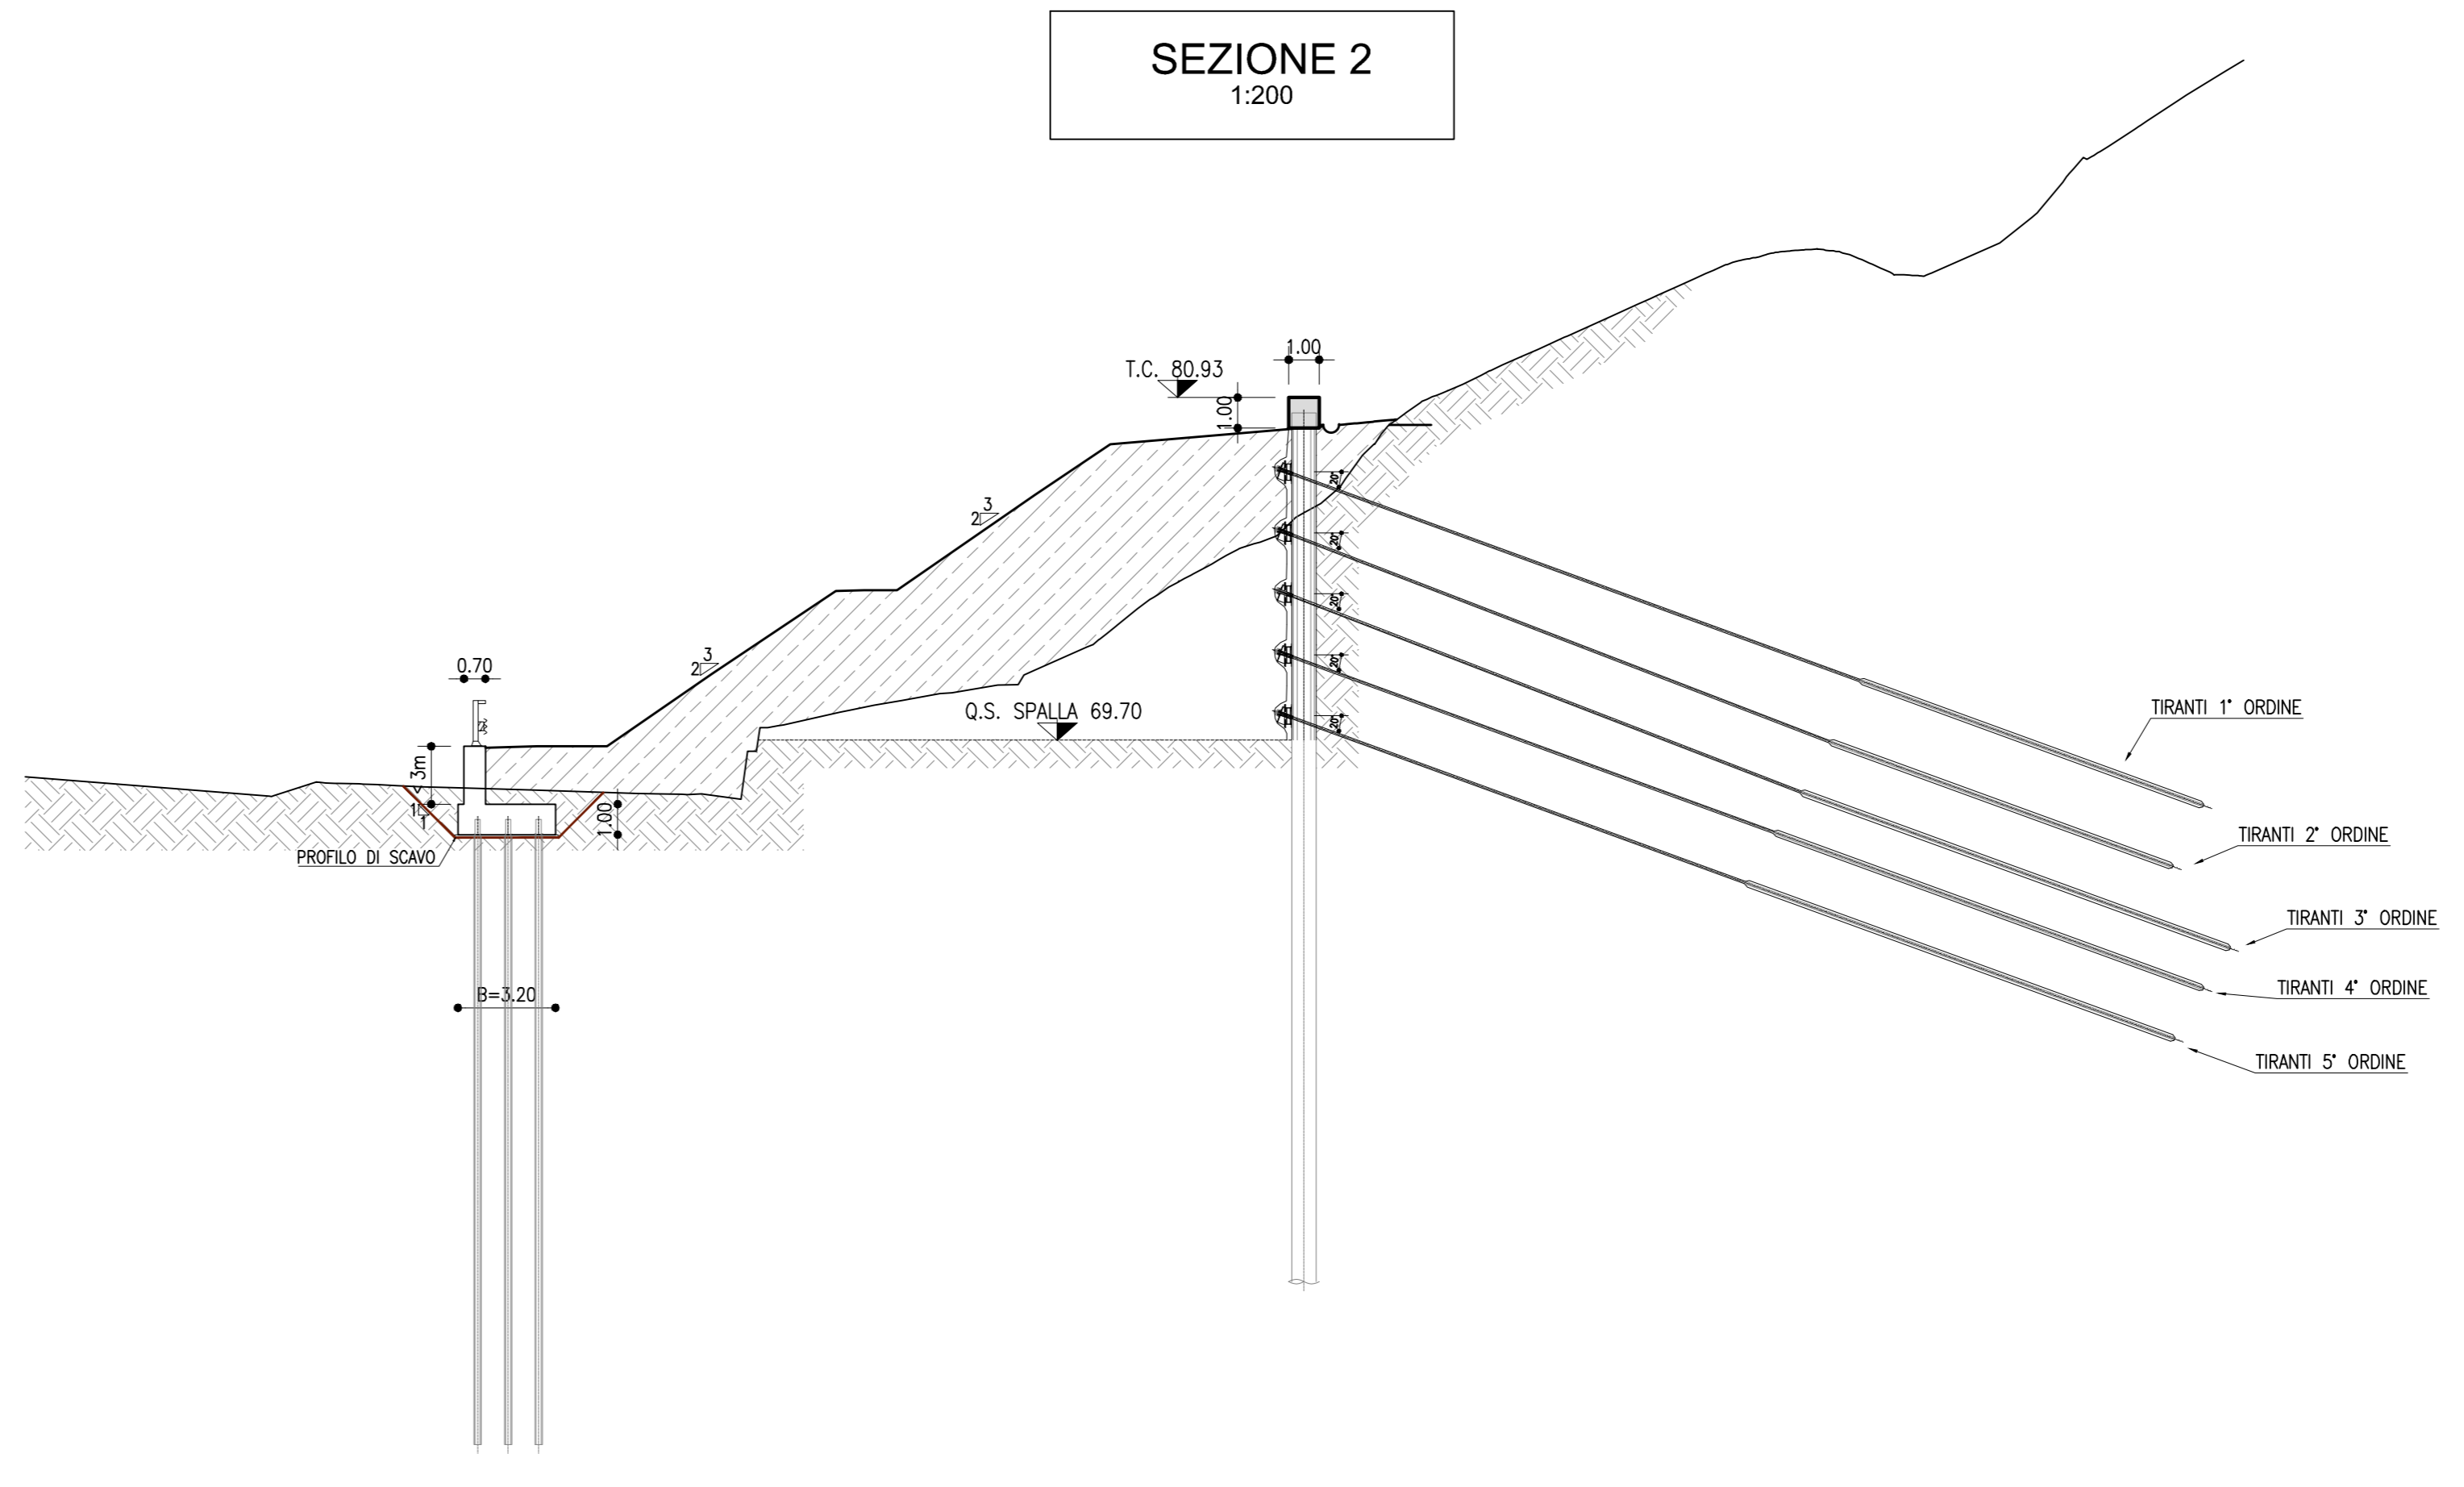 SEZIONE 2
1:200
1.00
T.C. 80.93
1.00
20°
3
2
20°
20°
3
2
0.70
20°
Q.S. SPALLA 69.70
20°
TIRANTI 1° ORDINE
< 3m
1
1
1.00
PROFILO DI SCAVO
TIRANTI 2° ORDINE
TIRANTI 3° ORDINE
B=3.20
TIRANTI 4° ORDINE
TIRANTI 5° ORDINE